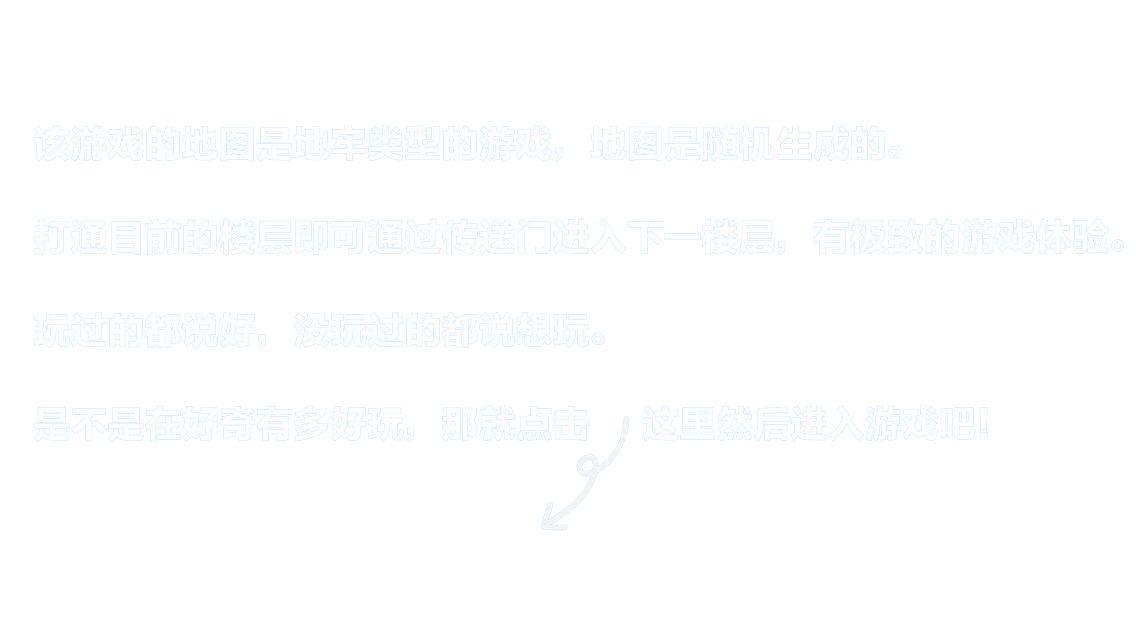 该游戏的地图是地牢类型的游戏，地图是随机生成的。
打通目前的楼层即可通过传送门进入下一楼层，有极致的游戏体验。
玩过的都说好，没玩过的都说想玩。
是不是在好奇有多好玩，那就点击 这里然后进入游戏吧！